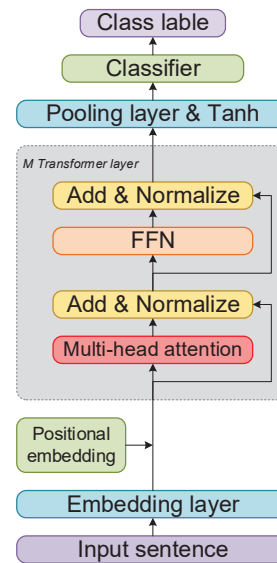 Class lable
Classifier
Pooling layer & Tanh
M Transformer layer
Add & Normalize
FFN
Add & Normalize
Multi-head attention
Positional
embedding
Embedding layer
Input sentence